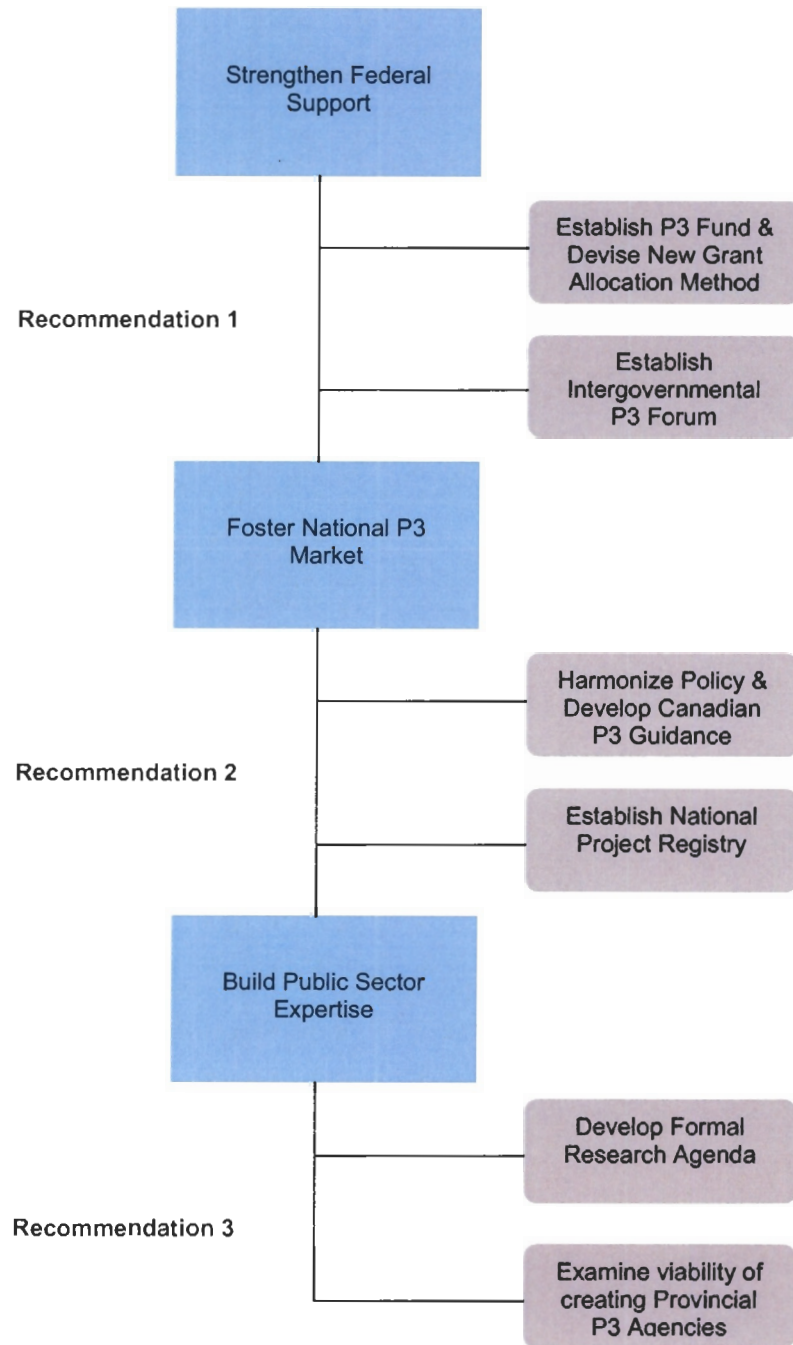 Strengthen Federal
Support
Establish P3 Fund &
Devise New Grant
Allocation Method
Recommendation 1
Establish
Intergovernmental
P3 Forum
Foster National P3
Market
Harmonize Policy &
Develop Canadian
P3 Guidance
Recommendation 2
Establish National
Project Registry
Build Public Sector
Expertise
Develop Formal
Research Agenda
Recommendation 3
Examine viability of
creating Provincial
P3 Agencies